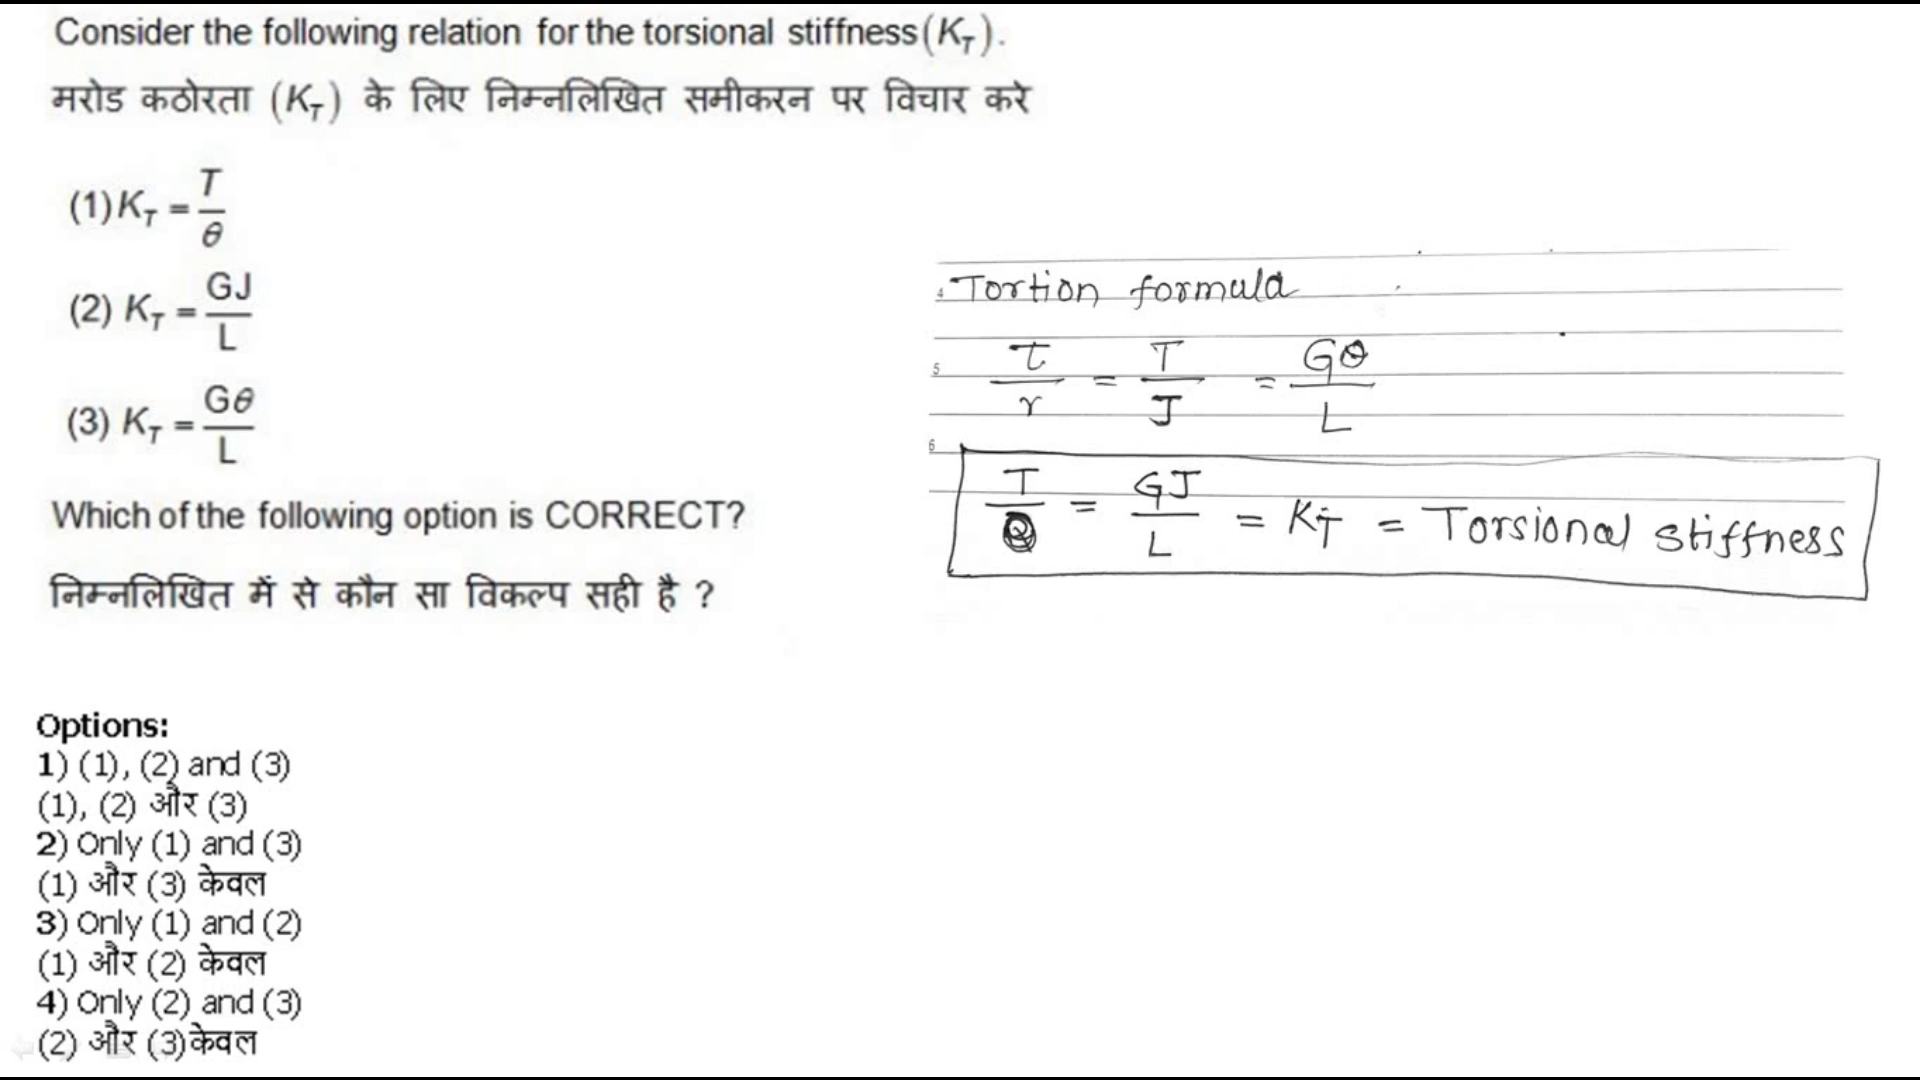 Consider the following relation for the torsional stiffness (K_T).
मरोड कठोरता (K_T) के लिए निम्नलिखित समीकरन पर विचार करे
(1) K_T = T/θ
(2) K_T = GJ/L
(3) K_T = Gθ/L
Which of the following option is CORRECT?
निम्नलिखित में से कौन सा विकल्प सही है ?
Options:
1) (1), (2) and (3)
(1), (2) और (3)
2) Only (1) and (3)
(1) और (3) केवल
3) Only (1) and (2)
(1) और (2) केवल
4) Only (2) and (3)
(2) और (3)केवल
4 Tortion formula
5 τ/r = T/J = Gθ/L
6
T/θ = GJ/L = K_T = Torsional stiffness